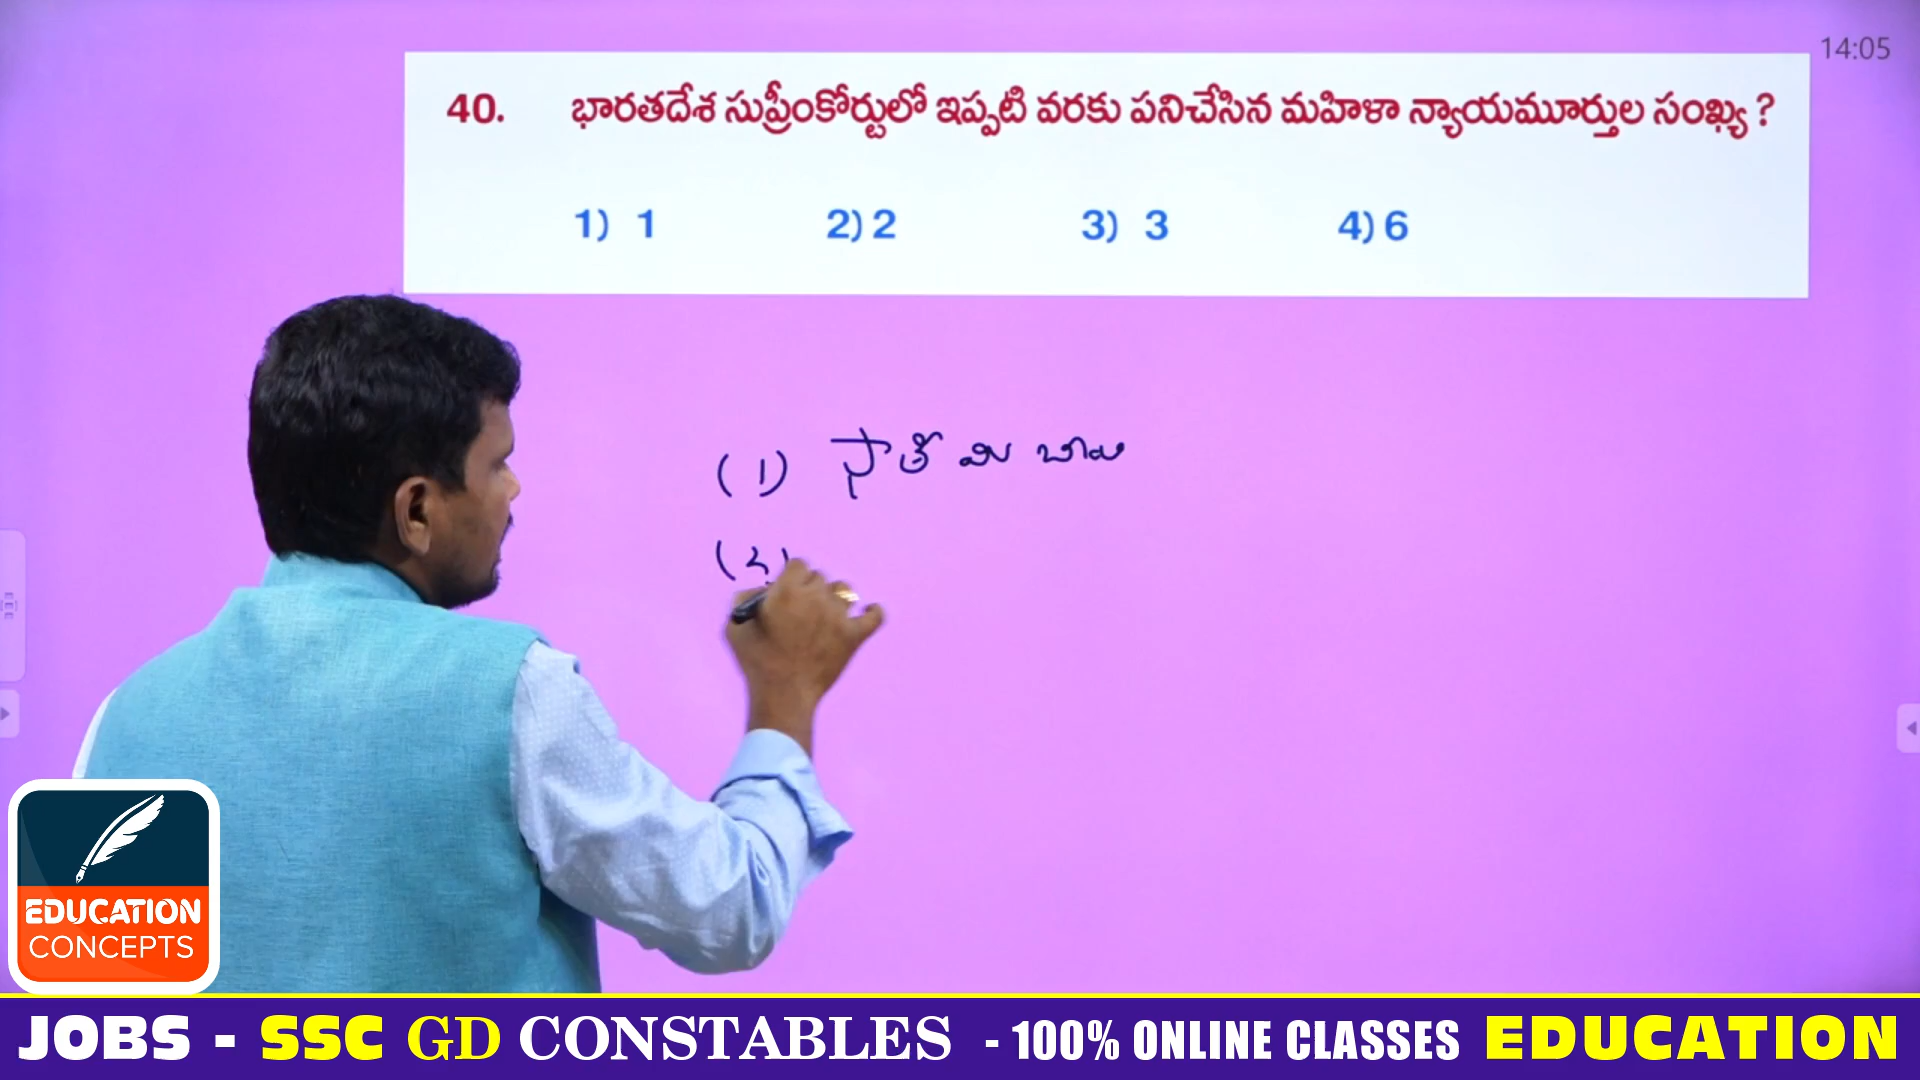 14:05
40. భారతదేశ సుప్రీంకోర్టులో ఇప్పటి వరకు పనిచేసిన మహిళా న్యాయమూర్తుల సంఖ్య ?
1) 1 2) 2 3) 3 4) 6
(1) ఫాతిమి బాయి
(2)
EDUCATION
CONCEPTS
JOBS - SSC GD CONSTABLES - 100% ONLINE CLASSES EDUCATION